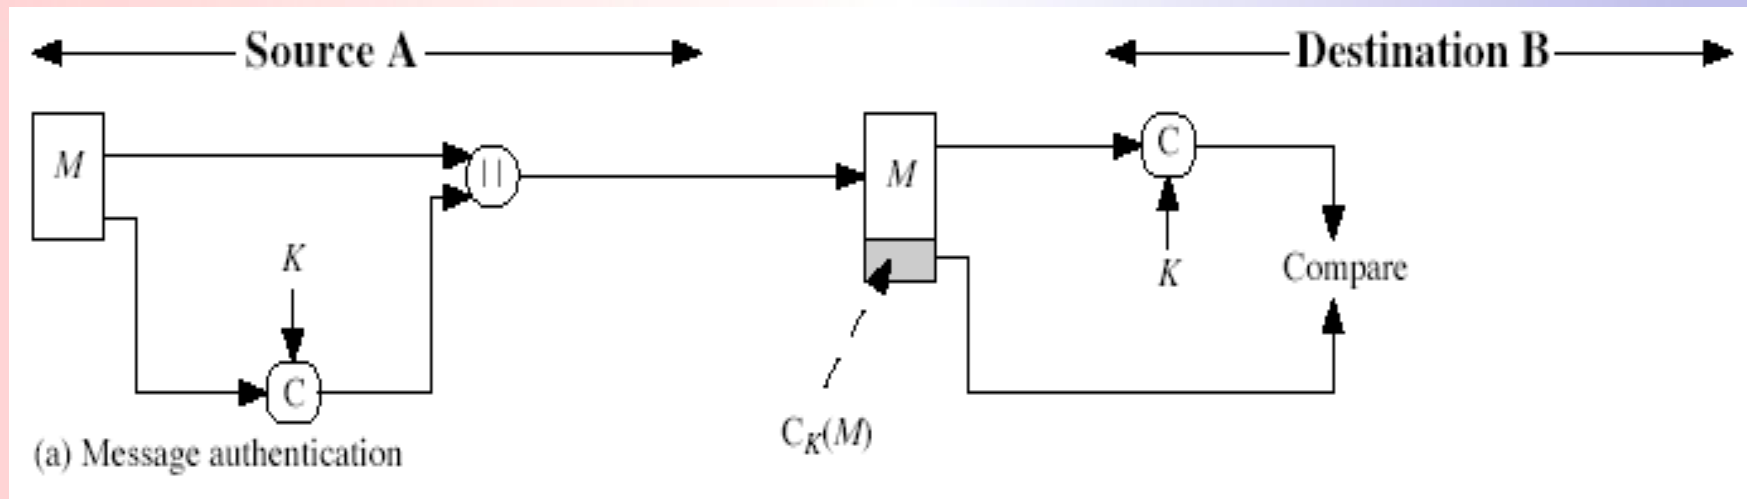 Source A
Destination B
M
||
M
C
K
K
Compare
C
C_K(M)
(a) Message authentication